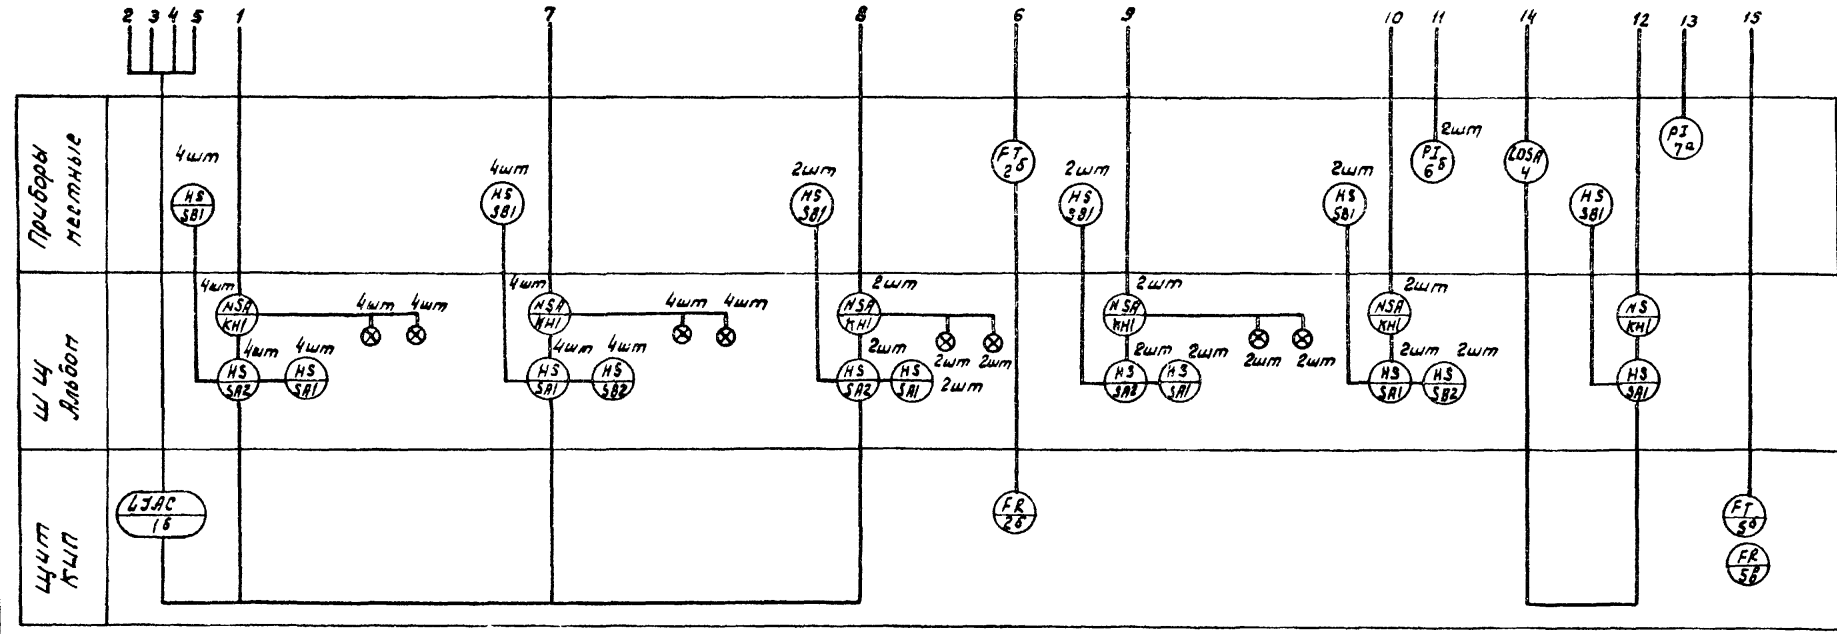 2 3 4 5 1 7 8 6 9 10 11 14 12 13 15
Приборы
местные
4шт
HS
SB1
4шт
HS
SB1
2шт
HS
SB1
FT
2б
2шт
HS
SB1
2шт
HS
SB1
2шт
PI
6б
LOSA
4
HS
SB1
PI
7а
ШЩ
Альбом
4шт
NSA
KH1
4шт
4шт
4шт
HS
SA2
4шт
HS
SA1
4шт
NSA
KH1
4шт
4шт
4шт
HS
SA1
4шт
HS
SB2
2шт
NSA
KH1
2шт
2шт
2шт
HS
SA2
HS
SA1
2шт
2шт
NSA
KH1
2шт
2шт
2шт
HS
SA2
2шт
HS
SA1
2шт
NSA
KH1
2шт
HS
SA1
2шт
HS
SB2
NS
KH1
HS
SA1
Щит
КИП
LJAC
1б
FR
2б
FT
5б
FR
5в